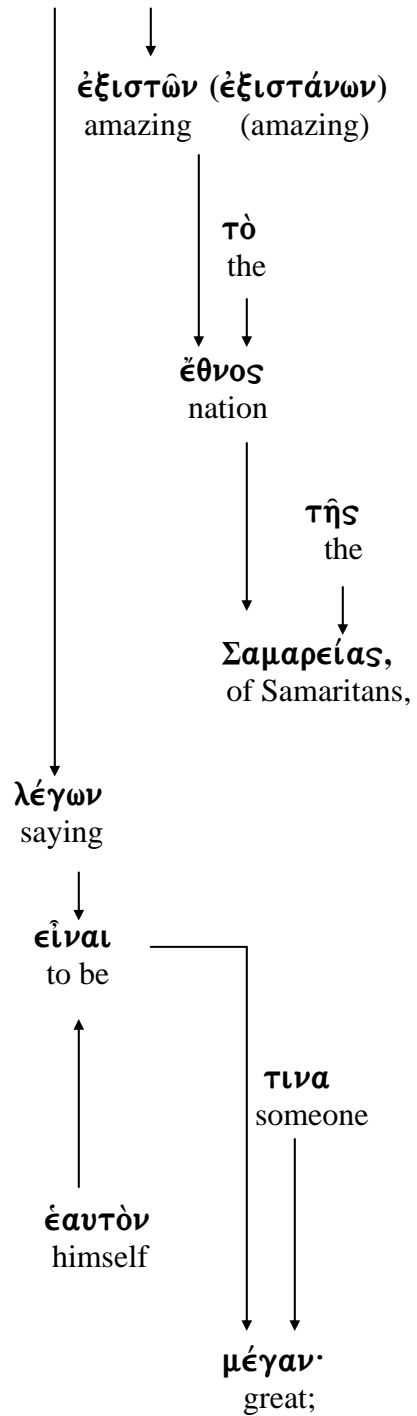 ἐξιστῶν (ἐξιστάνων)
amazing (amazing)
τὸ
the
ἔθνος
nation
τῆς
the
Σαμαρείας,
of Samaritans,
λέγων
saying
εἶναι
to be
τινα
someone
ἑαυτὸν
himself
μέγαν·
great;